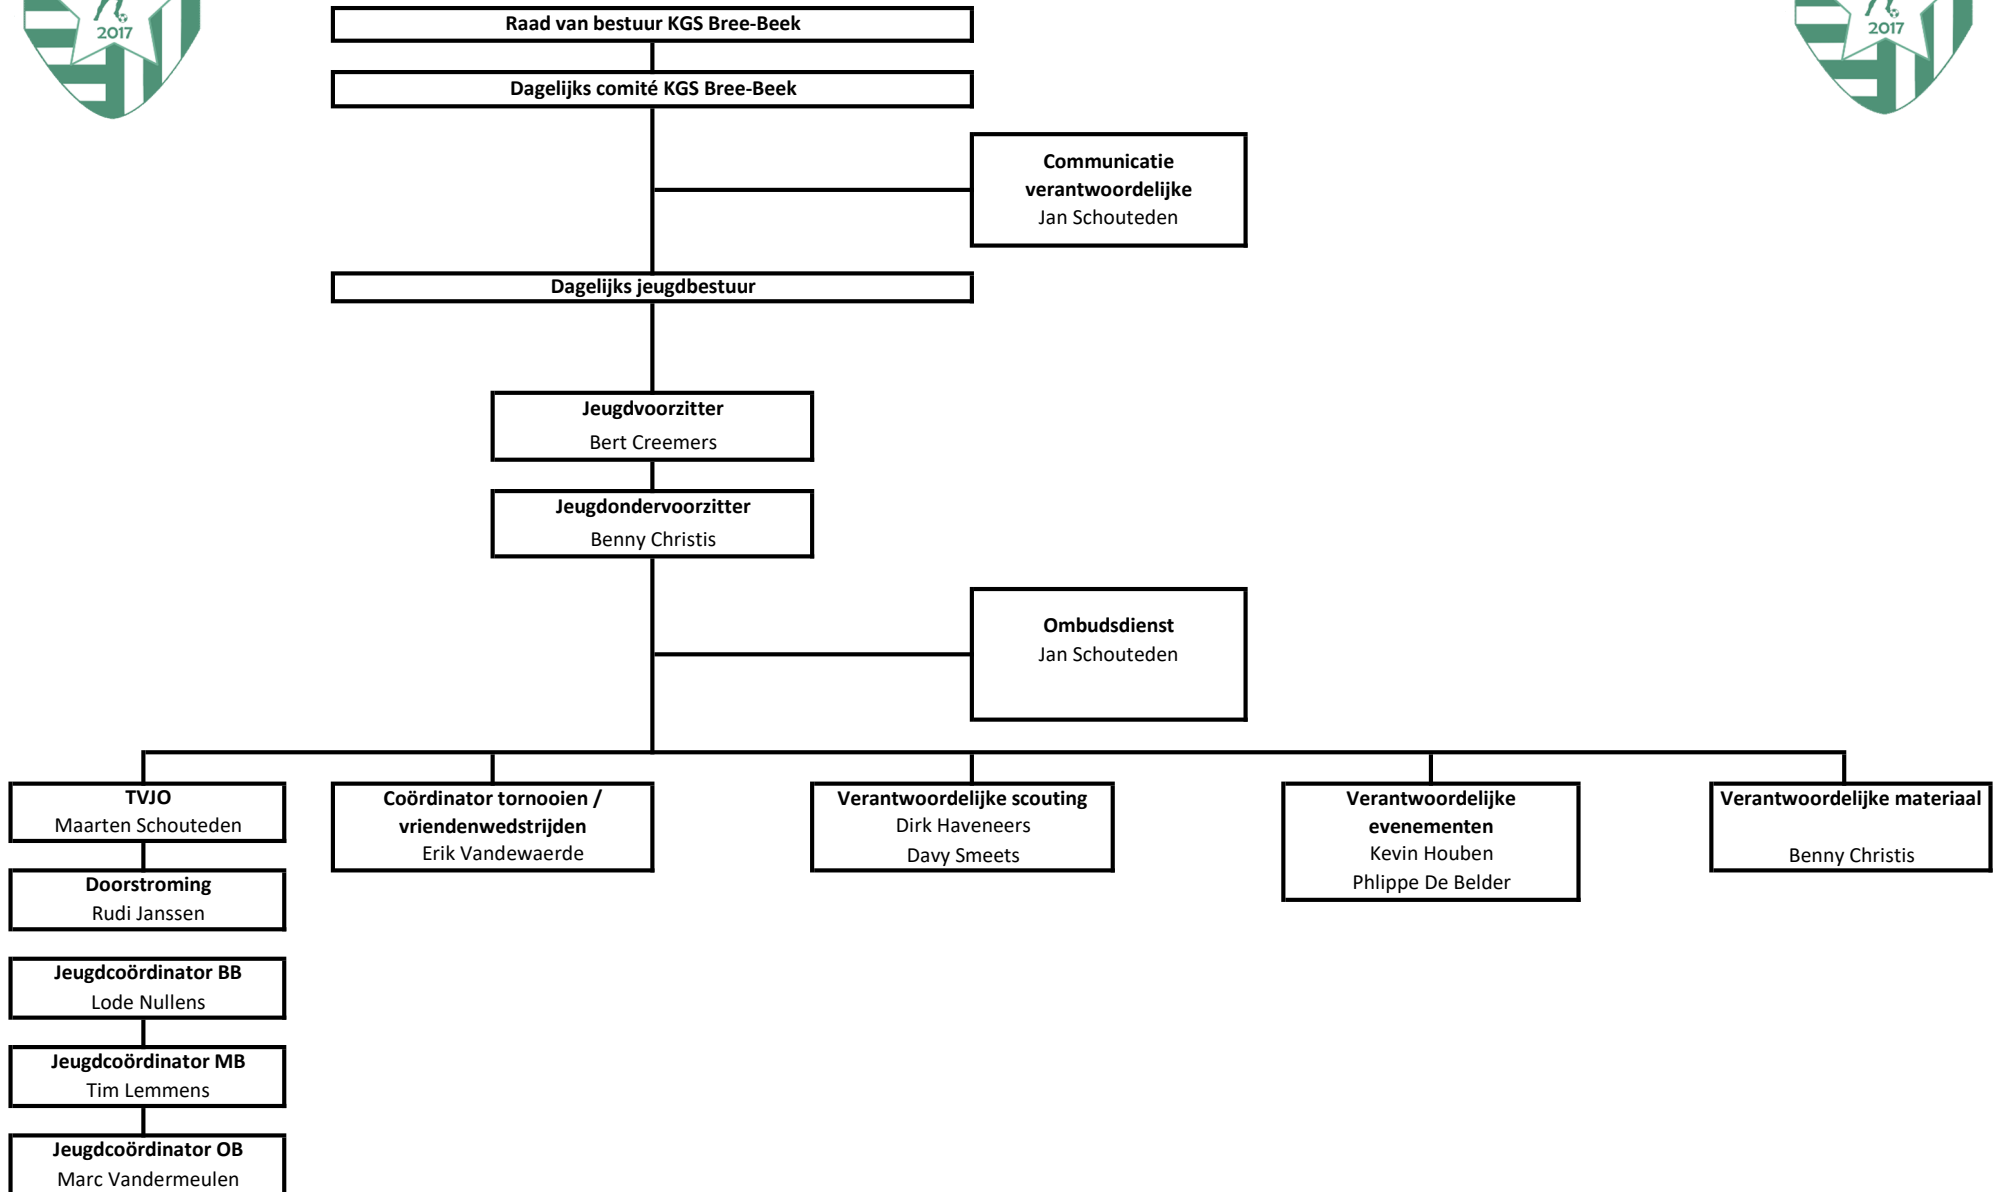 2017
2017
Raad van bestuur KGS Bree-Beek
Dagelijks comité KGS Bree-Beek
Communicatie
verantwoordelijke
Jan Schouteden
Dagelijks jeugdbestuur
Jeugdvoorzitter
Bert Creemers
Jeugdondervoorzitter
Benny Christis
Ombudsdienst
Jan Schouteden
TVJO
Maarten Schouteden
Doorstroming
Rudi Janssen
Jeugdcoördinator BB
Lode Nullens
Jeugdcoördinator MB
Tim Lemmens
Jeugdcoördinator OB
Marc Vandermeulen
Coördinator tornooien /
vriendenwedstrijden
Erik Vandewaerde
Verantwoordelijke scouting
Dirk Haveneers
Davy Smeets
Verantwoordelijke
evenementen
Kevin Houben
Phlippe De Belder
Verantwoordelijke materiaal
Benny Christis